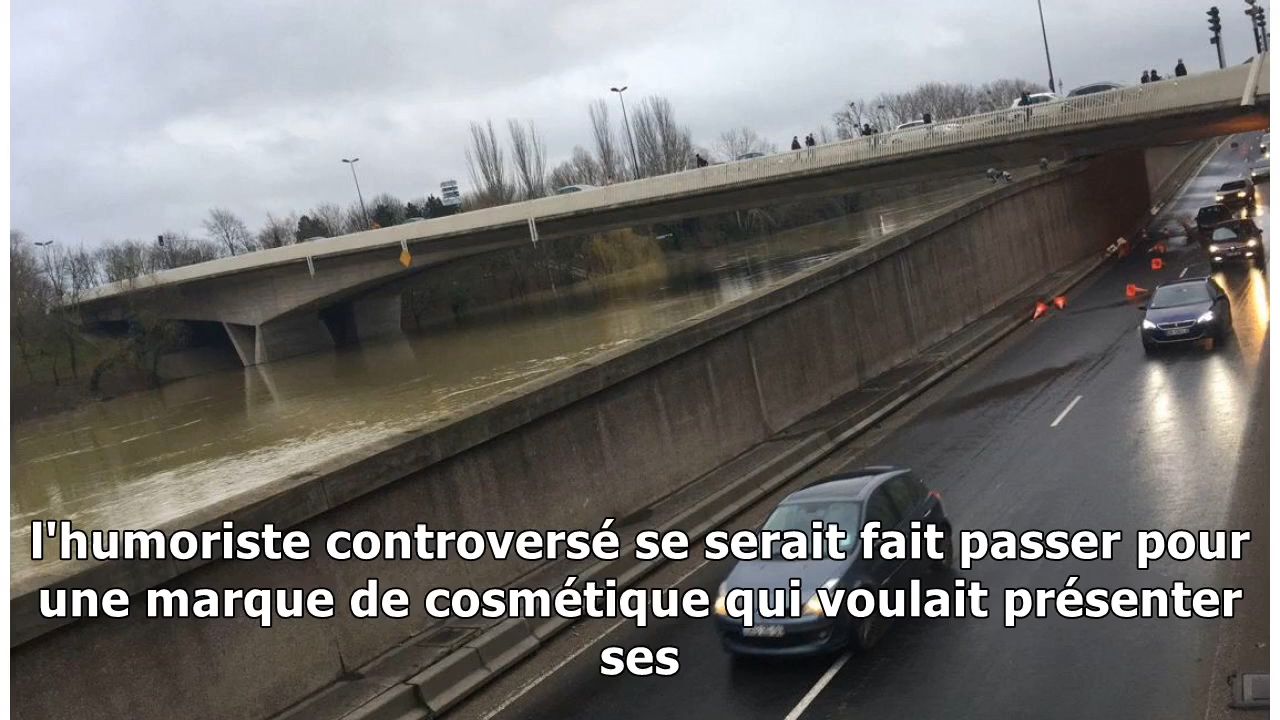 l'humoriste controversé se serait fait passer pour
une marque de cosmétique qui voulait présenter
ses